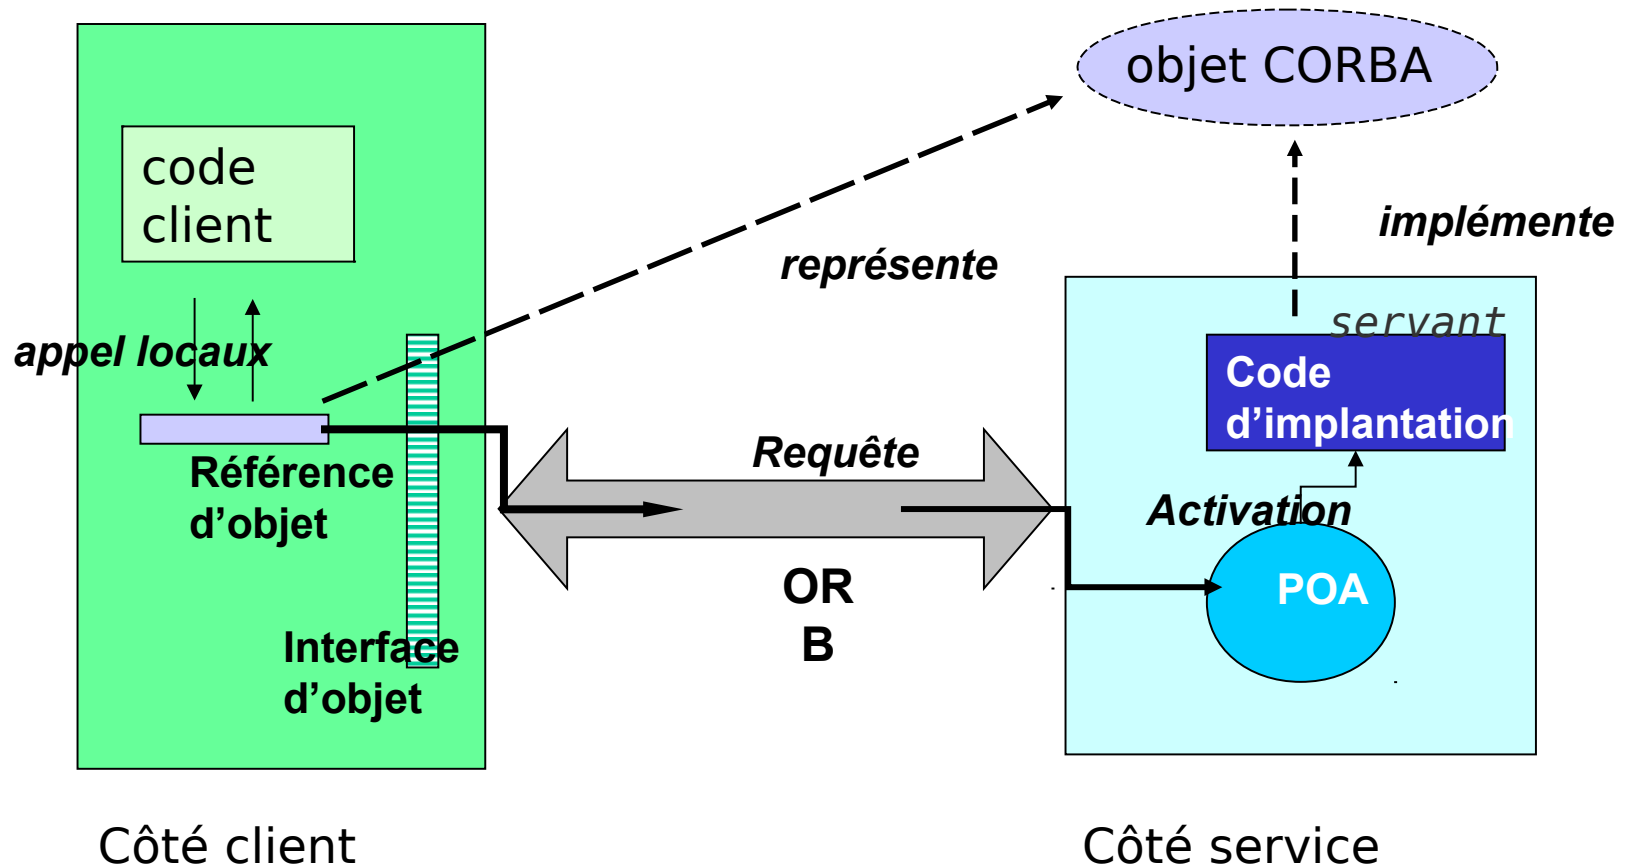 objet CORBA
code
client
implémente
représente
servant
appel locaux
Code
d’implantation
Requête
Référence
d’objet
Activation
OR
B
POA
Interface
d’objet
Côté client
Côté service